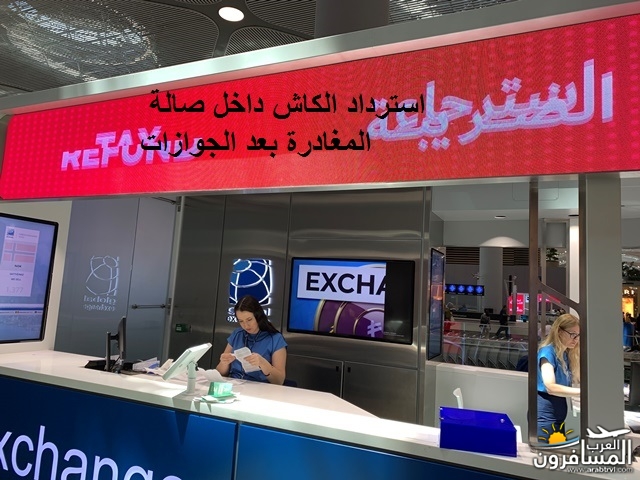 استرداد الكاش داخل صالة
المغادرة بعد الجوازات
TAX
REFUND
EXCHA
xchange
العرب
المسافرون
www.arabtrvl.com